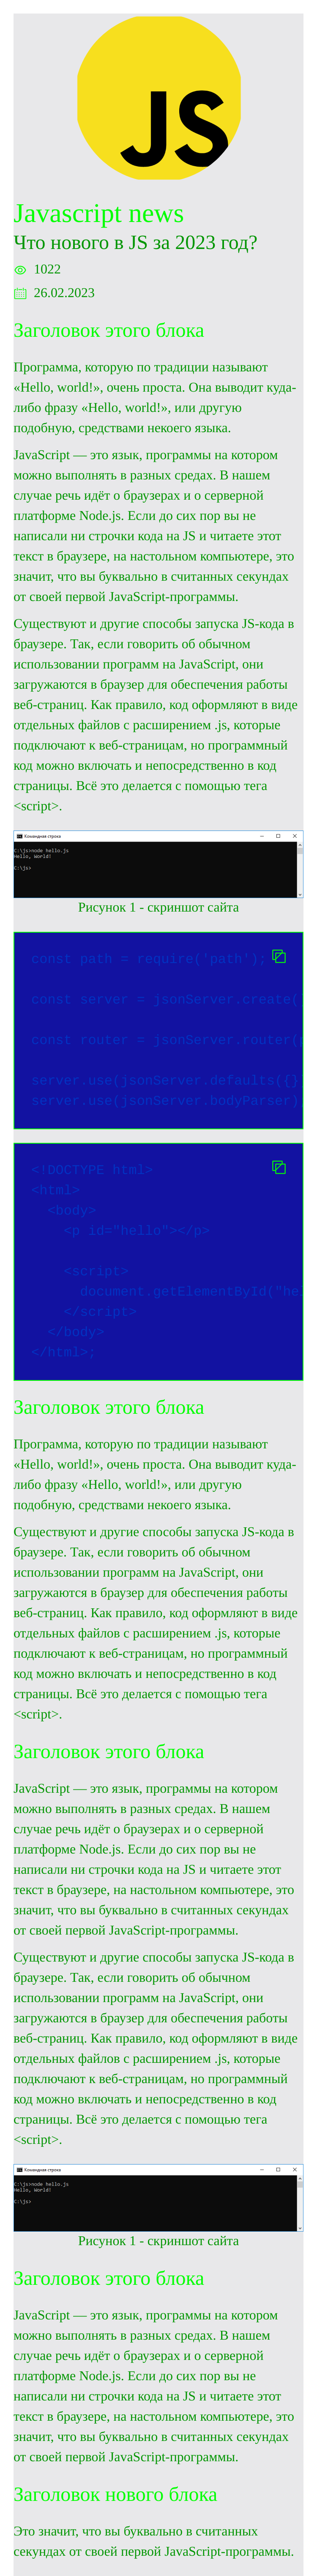 JS
Javascript news
Что нового в JS за 2023 год?
1022
26.02.2023
Заголовок этого блока
Программа, которую по традиции называют
«Hello, world!», очень проста. Она выводит куда-
либо фразу «Hello, world!», или другую
подобную, средствами некоего языка.
JavaScript — это язык, программы на котором
можно выполнять в разных средах. В нашем
случае речь идёт о браузерах и о серверной
платформе Node.js. Если до сих пор вы не
написали ни строчки кода на JS и читаете этот
текст в браузере, на настольном компьютере, это
значит, что вы буквально в считанных секундах
от своей первой JavaScript-программы.
Существуют и другие способы запуска JS-кода в
браузере. Так, если говорить об обычном
использовании программ на JavaScript, они
загружаются в браузер для обеспечения работы
веб-страниц. Как правило, код оформляют в виде
отдельных файлов с расширением .js, которые
подключают к веб-страницам, но программный
код можно включать и непосредственно в код
страницы. Всё это делается с помощью тега
<script>.
Командная строка
C:\js>node hello.js
Hello, World!
C:\js>
Рисунок 1 - скриншот сайта
const path = require('path');
const server = jsonServer.create(
const router = jsonServer.router(p
server.use(jsonServer.defaults({}
server.use(jsonServer.bodyParser)
<!DOCTYPE html>
<html>
<body>
<p id="hello"></p>
<script>
document.getElementById("hel
</script>
</body>
</html>;
Заголовок этого блока
Программа, которую по традиции называют
«Hello, world!», очень проста. Она выводит куда-
либо фразу «Hello, world!», или другую
подобную, средствами некоего языка.
Существуют и другие способы запуска JS-кода в
браузере. Так, если говорить об обычном
использовании программ на JavaScript, они
загружаются в браузер для обеспечения работы
веб-страниц. Как правило, код оформляют в виде
отдельных файлов с расширением .js, которые
подключают к веб-страницам, но программный
код можно включать и непосредственно в код
страницы. Всё это делается с помощью тега
<script>.
Заголовок этого блока
JavaScript — это язык, программы на котором
можно выполнять в разных средах. В нашем
случае речь идёт о браузерах и о серверной
платформе Node.js. Если до сих пор вы не
написали ни строчки кода на JS и читаете этот
текст в браузере, на настольном компьютере, это
значит, что вы буквально в считанных секундах
от своей первой JavaScript-программы.
Существуют и другие способы запуска JS-кода в
браузере. Так, если говорить об обычном
использовании программ на JavaScript, они
загружаются в браузер для обеспечения работы
веб-страниц. Как правило, код оформляют в виде
отдельных файлов с расширением .js, которые
подключают к веб-страницам, но программный
код можно включать и непосредственно в код
страницы. Всё это делается с помощью тега
<script>.
Командная строка
C:\js>node hello.js
Hello, World!
C:\js>
Рисунок 1 - скриншот сайта
Заголовок этого блока
JavaScript — это язык, программы на котором
можно выполнять в разных средах. В нашем
случае речь идёт о браузерах и о серверной
платформе Node.js. Если до сих пор вы не
написали ни строчки кода на JS и читаете этот
текст в браузере, на настольном компьютере, это
значит, что вы буквально в считанных секундах
от своей первой JavaScript-программы.
Заголовок нового блока
Это значит, что вы буквально в считанных
секундах от своей первой JavaScript-программы.